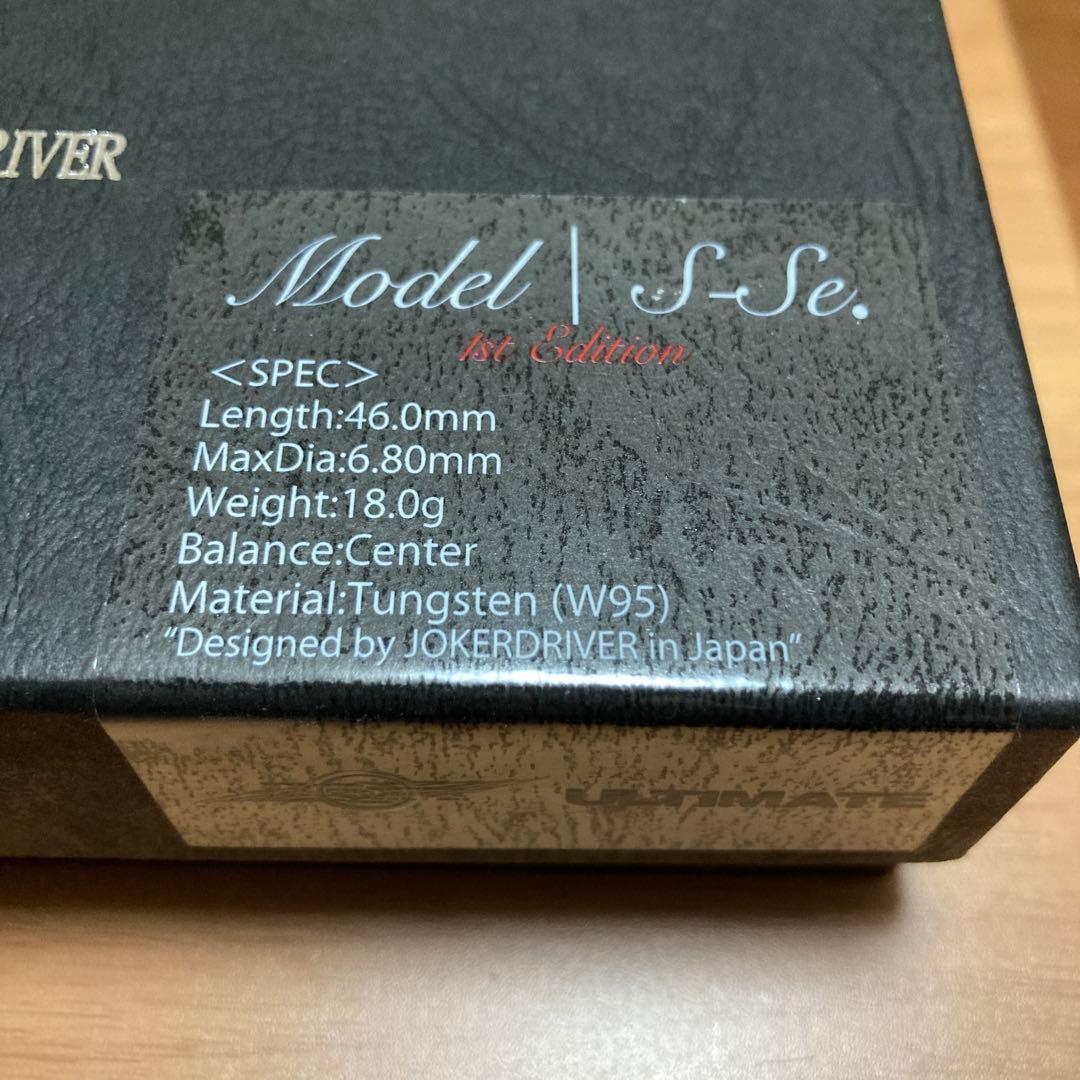 RIVER
Model | S-Se.
1st Edition
<SPEC>
Length:46.0mm
MaxDia:6.80mm
Weight:18.0g
Balance:Center
Material:Tungsten (W95)
"Designed by JOKERDRIVER in Japan"
ULTIMATE